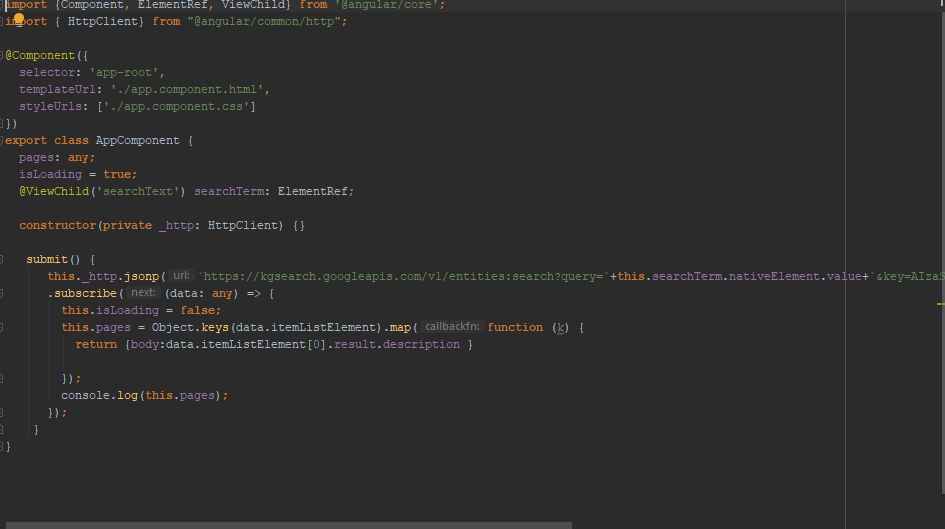 import {Component, ElementRef, ViewChild} from '@angular/core';
import { HttpClient} from "@angular/common/http";
@Component({
selector: 'app-root',
templateUrl: './app.component.html',
styleUrls: ['./app.component.css']
})
export class AppComponent {
pages: any;
isLoading = true;
@ViewChild('searchText') searchTerm: ElementRef;
constructor(private _http: HttpClient) {}
submit() {
this._http.jsonp( url: `https://kgsearch.googleapis.com/v1/entities:search?query=`+this.searchTerm.nativeElement.value+`&key=AIzaS
.subscribe( next: (data: any) => {
this.isLoading = false;
this.pages = Object.keys(data.itemListElement).map( callbackfn: function (k) {
return {body:data.itemListElement[0].result.description }
});
console.log(this.pages);
});
}
}